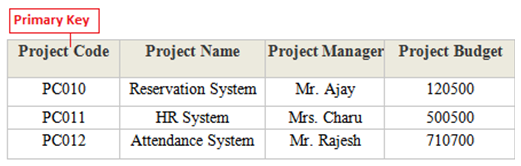 Primary Key
Project Code Project Name Project Manager Project Budget
PC010 Reservation System Mr. Ajay 120500
PC011 HR System Mrs. Charu 500500
PC012 Attendance System Mr. Rajesh 710700